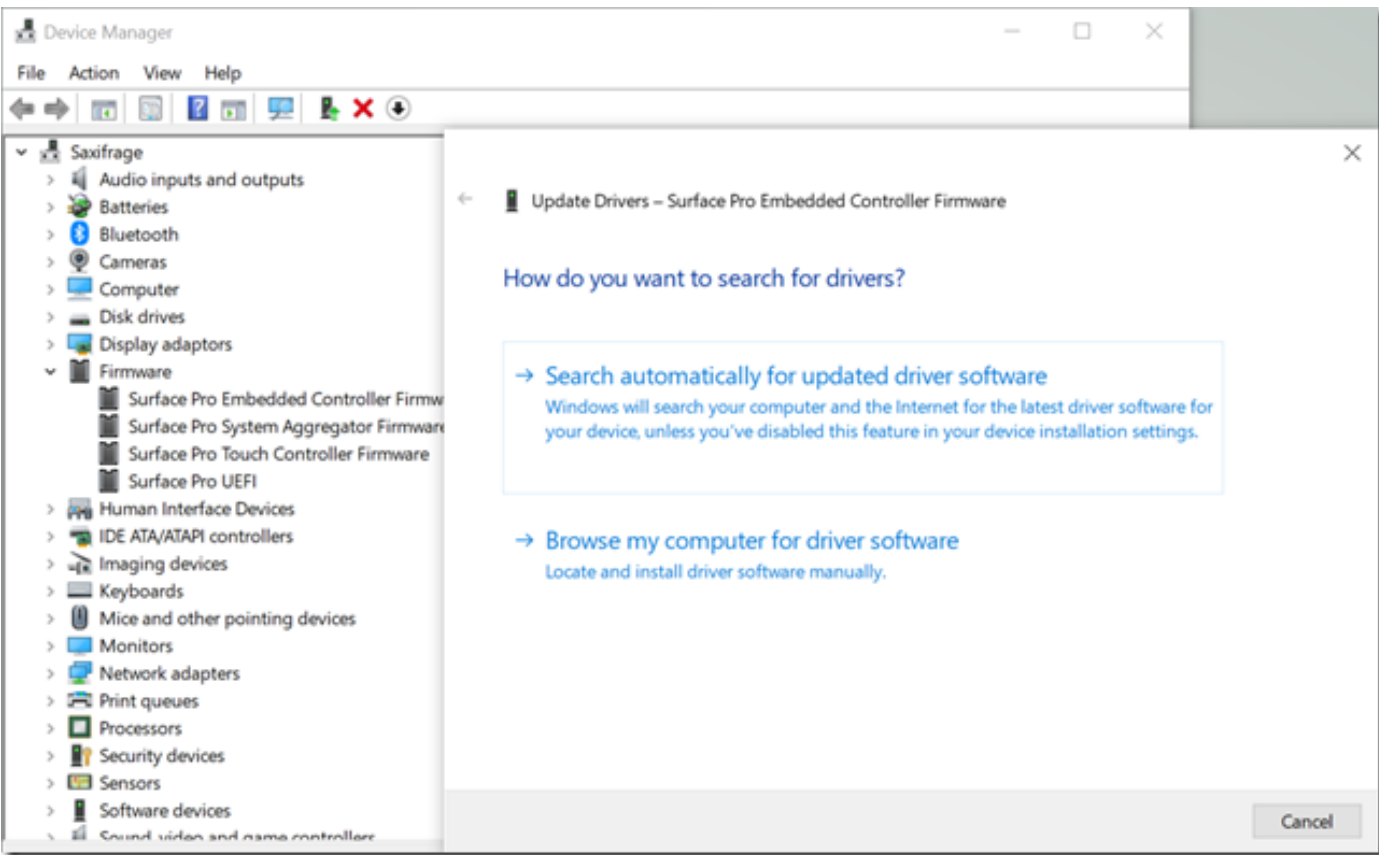 Device Manager
File Action View Help
Saxifrage
Audio inputs and outputs
Batteries
Bluetooth
Cameras
Computer
Disk drives
Display adaptors
Firmware
Surface Pro Embedded Controller Firmw
Surface Pro System Aggregator Firmware
Surface Pro Touch Controller Firmware
Surface Pro UEFI
Human Interface Devices
IDE ATA/ATAPI controllers
Imaging devices
Keyboards
Mice and other pointing devices
Monitors
Network adapters
Print queues
Processors
Security devices
Sensors
Software devices
Sound, video and game controllers
Update Drivers – Surface Pro Embedded Controller Firmware
How do you want to search for drivers?
Search automatically for updated driver software
Windows will search your computer and the Internet for the latest driver software for
your device, unless you've disabled this feature in your device installation settings.
Browse my computer for driver software
Locate and install driver software manually.
Cancel